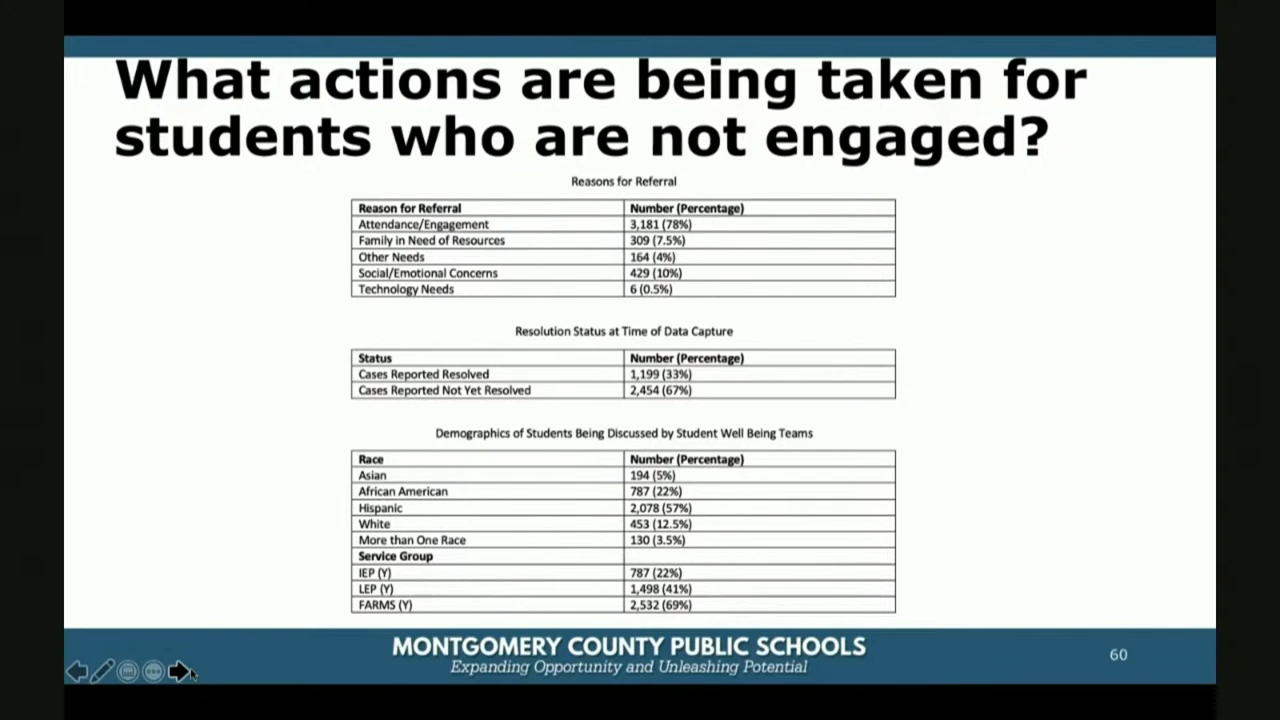 What actions are being taken for
students who are not engaged?
Reasons for Referral
Reason for Referral Number (Percentage)
Attendance/Engagement 3,181 (78%)
Family in Need of Resources 309 (7.5%)
Other Needs 164 (4%)
Social/Emotional Concerns 429 (10%)
Technology Needs 6 (0.5%)
Resolution Status at Time of Data Capture
Status Number (Percentage)
Cases Reported Resolved 1,199 (33%)
Cases Reported Not Yet Resolved 2,454 (67%)
Demographics of Students Being Discussed by Student Well Being Teams
Race Number (Percentage)
Asian 194 (5%)
African American 787 (22%)
Hispanic 2,078 (57%)
White 453 (12.5%)
More than One Race 130 (3.5%)
Service Group
IEP (Y) 787 (22%)
LEP (Y) 1,498 (41%)
FARMS (Y) 2,532 (69%)
MONTGOMERY COUNTY PUBLIC SCHOOLS
Expanding Opportunity and Unleashing Potential
60